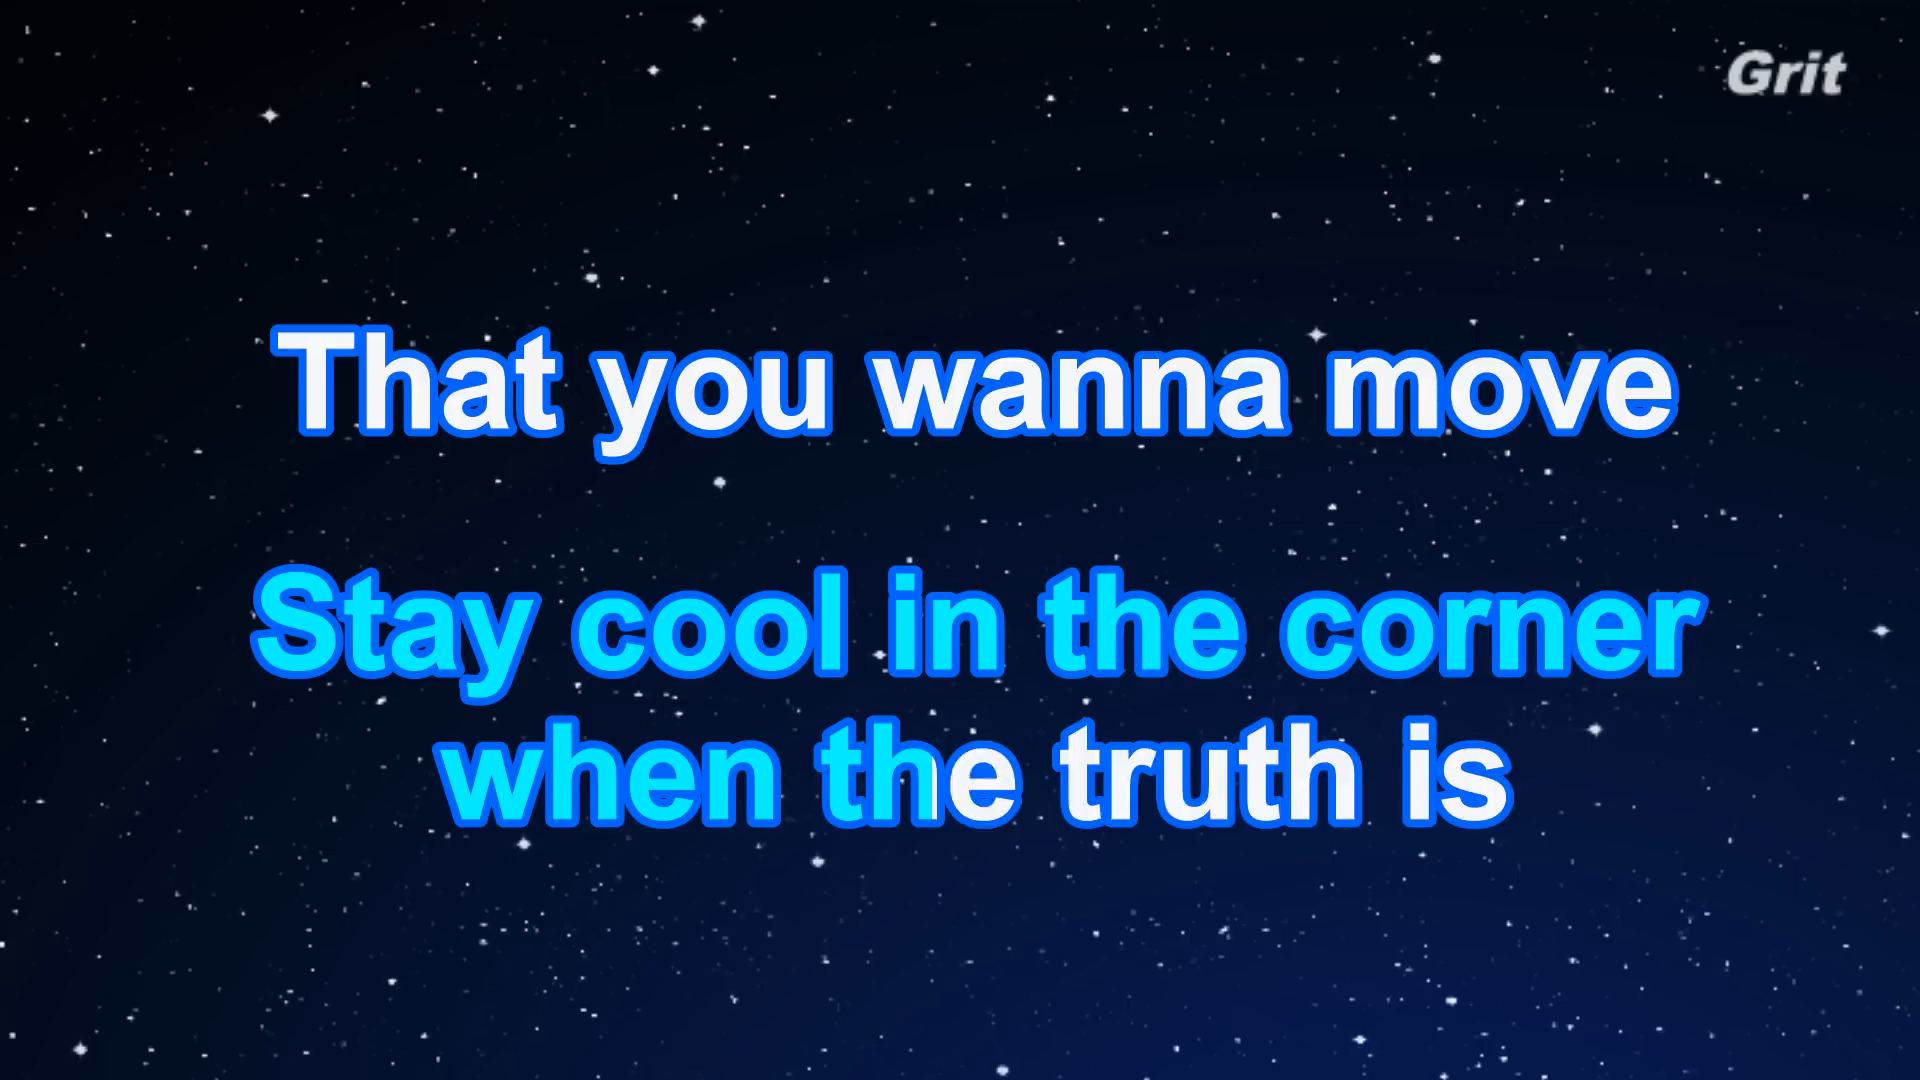 Grit
That you wanna move
Stay cool in the corner
when the truth is